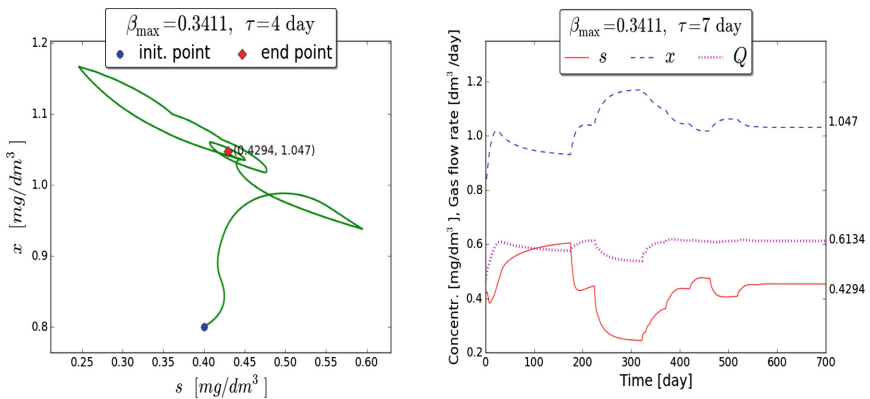 β_max=0.3411, τ=4 day
init. point end point
1.2
1.1
1.0
0.9
0.8
x [mg/dm³]
(0.4294, 1.047)
0.25 0.30 0.35 0.40 0.45 0.50 0.55 0.60
s [mg/dm³]
β_max=0.3411, τ=7 day
s x Q
Concentr. [mg/dm³ ], Gas flow rate [dm³ /day]
1.2
1.0
0.8
0.6
0.4
0.2
1.047
0.6134
0.4294
0 100 200 300 400 500 600 700
Time [day]